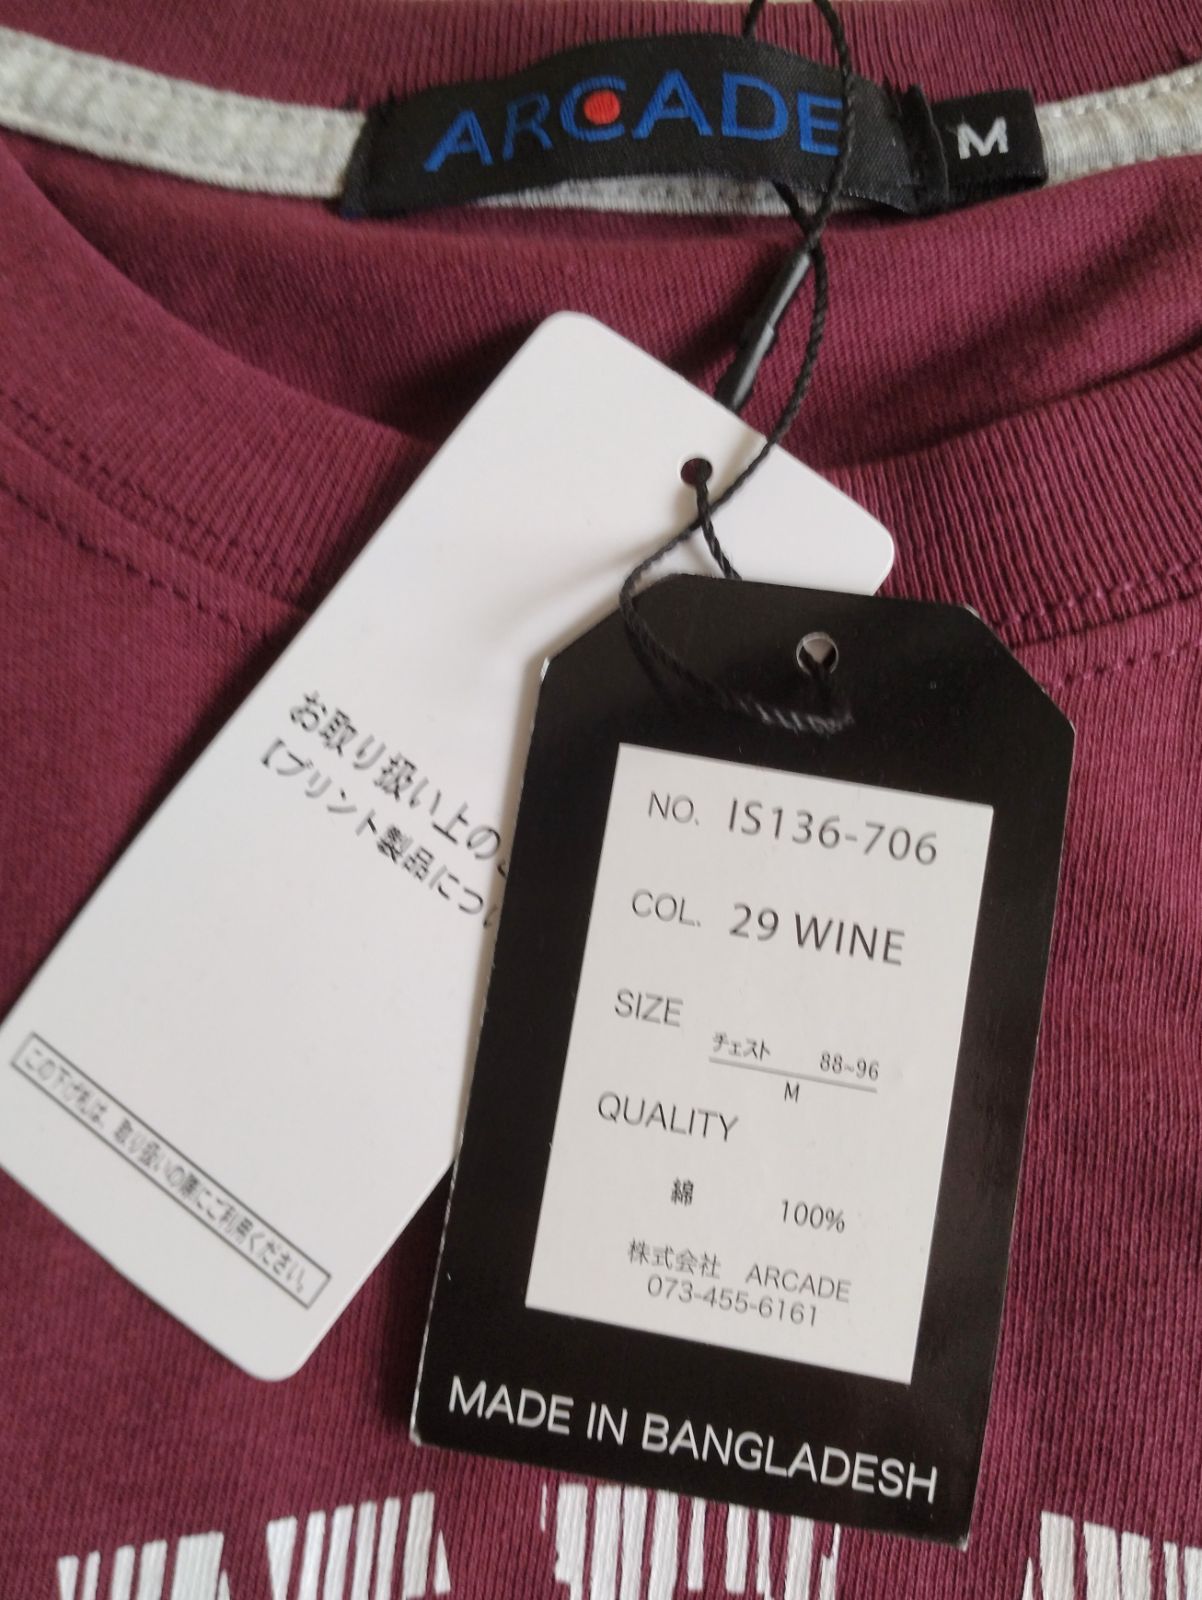 ARCADE
M
お取り扱い上の
【プリント製品につ
この下げ札は、取り扱いの際にご利用ください。
NO. IS136-706
COL. 29 WINE
SIZE
チェスト 88~96
M
QUALITY
綿 100%
株式会社 ARCADE
073-455-6161
MADE IN BANGLADESH